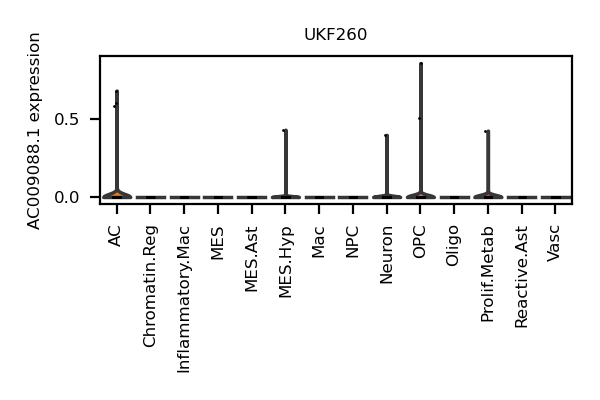 UKF260
AC009088.1 expression
0.5
0.0
AC
Chromatin.Reg
Inflammatory.Mac
MES
MES.Ast
MES.Hyp
Mac
NPC
Neuron
OPC
Oligo
Prolif.Metab
Reactive.Ast
Vasc